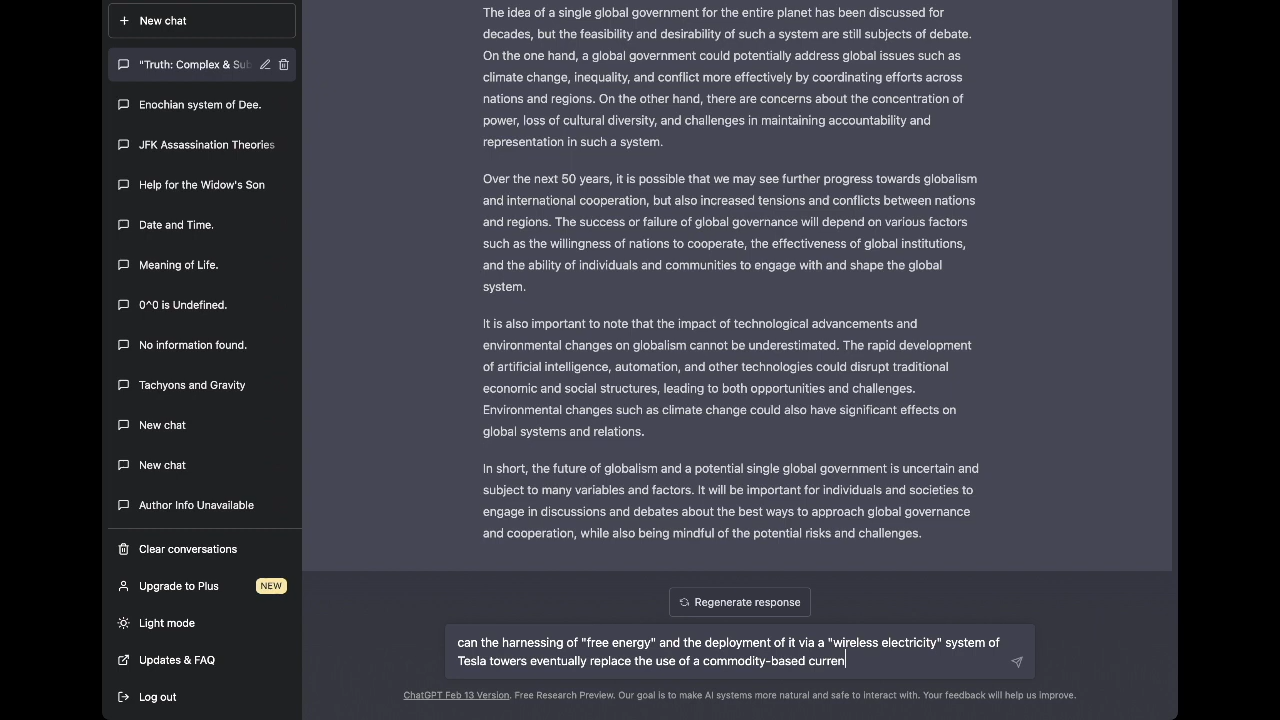 New chat
"Truth: Complex & Sub
Enochian system of Dee.
JFK Assassination Theories
Help for the Widow's Son
Date and Time.
Meaning of Life.
0^0 is Undefined.
No information found.
Tachyons and Gravity
New chat
New chat
Author Info Unavailable
Clear conversations
Upgrade to Plus NEW
Light mode
Updates & FAQ
Log out
The idea of a single global government for the entire planet has been discussed for
decades, but the feasibility and desirability of such a system are still subjects of debate.
On the one hand, a global government could potentially address global issues such as
climate change, inequality, and conflict more effectively by coordinating efforts across
nations and regions. On the other hand, there are concerns about the concentration of
power, loss of cultural diversity, and challenges in maintaining accountability and
representation in such a system.
Over the next 50 years, it is possible that we may see further progress towards globalism
and international cooperation, but also increased tensions and conflicts between nations
and regions. The success or failure of global governance will depend on various factors
such as the willingness of nations to cooperate, the effectiveness of global institutions,
and the ability of individuals and communities to engage with and shape the global
system.
It is also important to note that the impact of technological advancements and
environmental changes on globalism cannot be underestimated. The rapid development
of artificial intelligence, automation, and other technologies could disrupt traditional
economic and social structures, leading to both opportunities and challenges.
Environmental changes such as climate change could also have significant effects on
global systems and relations.
In short, the future of globalism and a potential single global government is uncertain and
subject to many variables and factors. It will be important for individuals and societies to
engage in discussions and debates about the best ways to approach global governance
and cooperation, while also being mindful of the potential risks and challenges.
Regenerate response
can the harnessing of "free energy" and the deployment of it via a "wireless electricity" system of
Tesla towers eventually replace the use of a commodity-based curren
ChatGPT Feb 13 Version. Free Research Preview. Our goal is to make AI systems more natural and safe to interact with. Your feedback will help us improve.